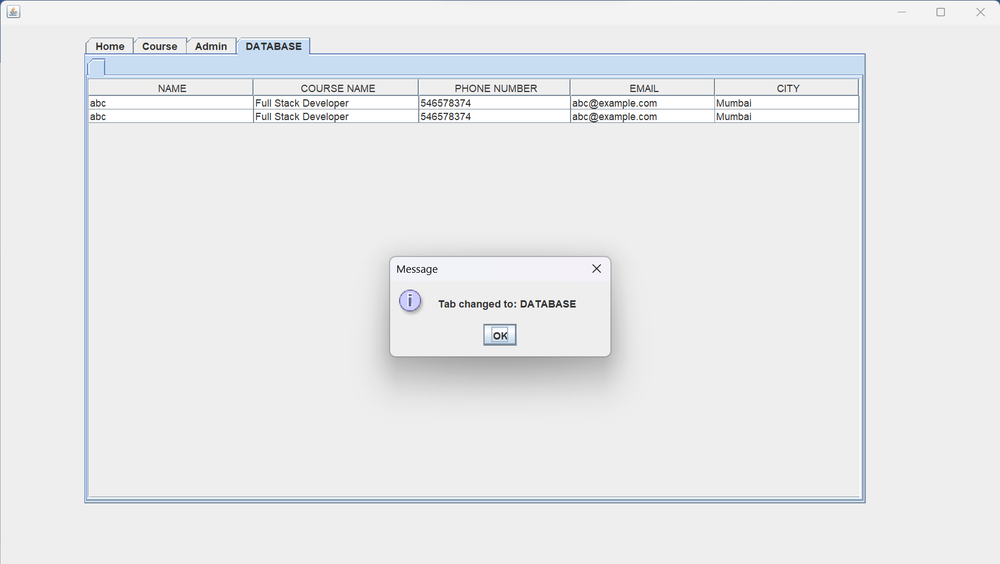 Home Course Admin DATABASE
NAME COURSE NAME PHONE NUMBER EMAIL CITY
abc Full Stack Developer 546578374 abc@example.com Mumbai
abc Full Stack Developer 546578374 abc@example.com Mumbai
Message
i Tab changed to: DATABASE
OK